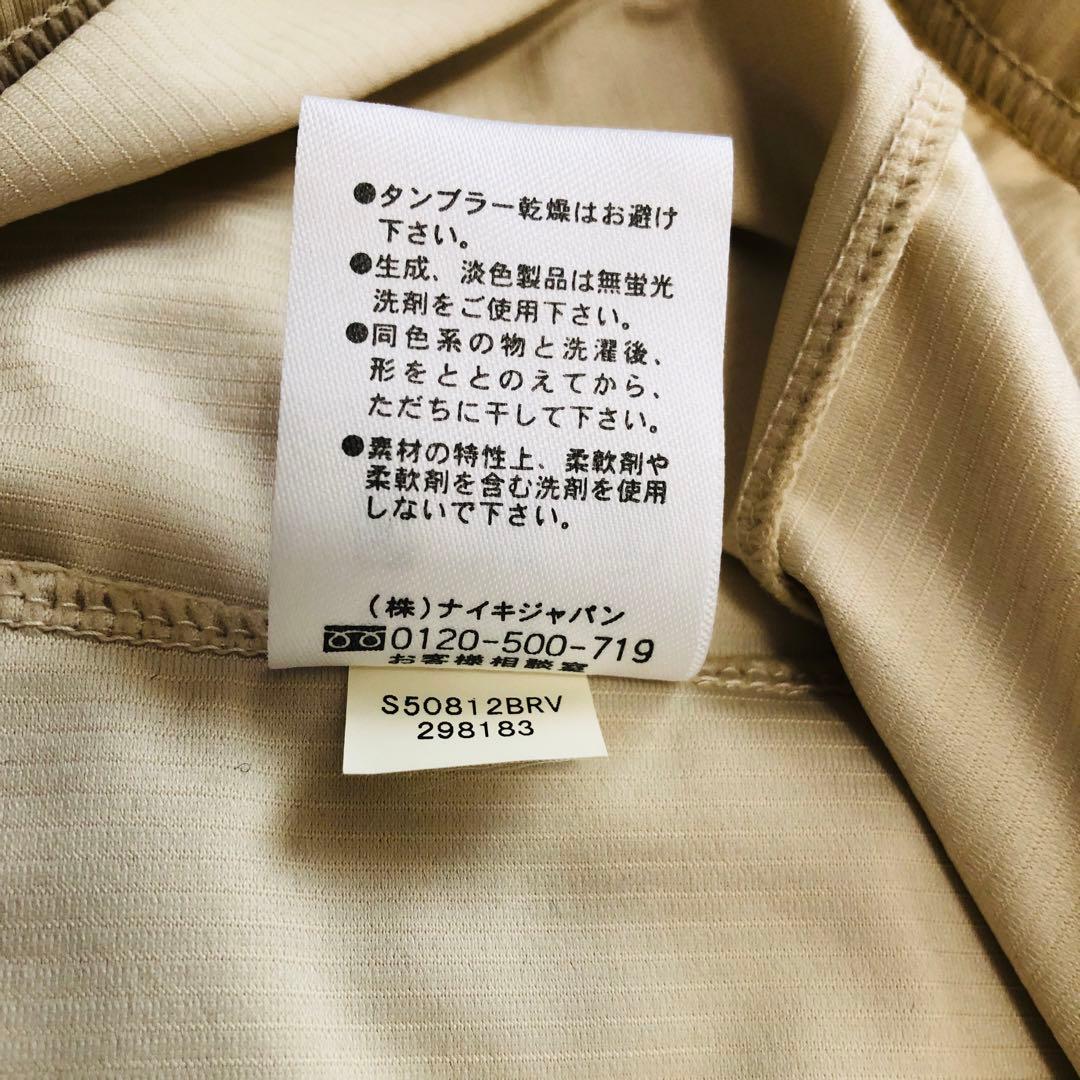 ●タンブラー乾燥はお避け
下さい。
●生成、淡色製品は無蛍光
洗剤をご使用下さい。
●同色系の物と洗濯後、
形をととのえてから、
ただちに干して下さい。
●素材の特性上、柔軟剤や
柔軟剤を含む洗剤を使用
しないで下さい。
(株)ナイキジャパン
0120-500-719
お客様相談室
S50812BRV
298183